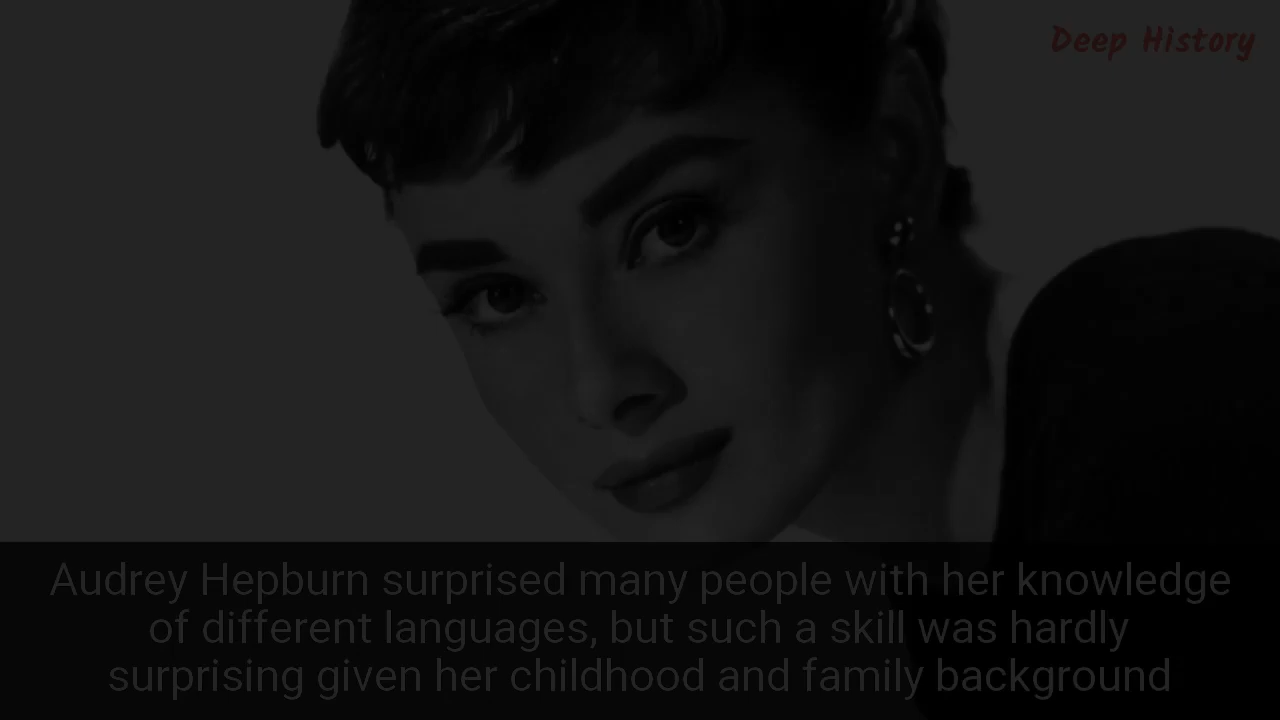 Deep History
Audrey Hepburn surprised many people with her knowledge
of different languages, but such a skill was hardly
surprising given her childhood and family background